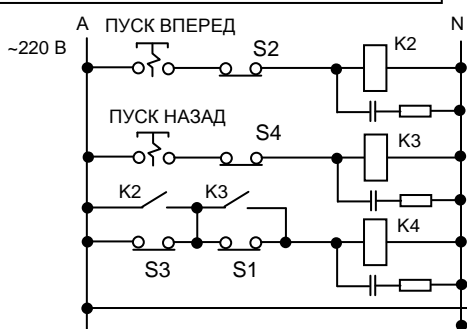 А ПУСК ВПЕРЕД N
~220 В S2 K2
ПУСК НАЗАД
S4 K3
K2 K3
K4
S3 S1